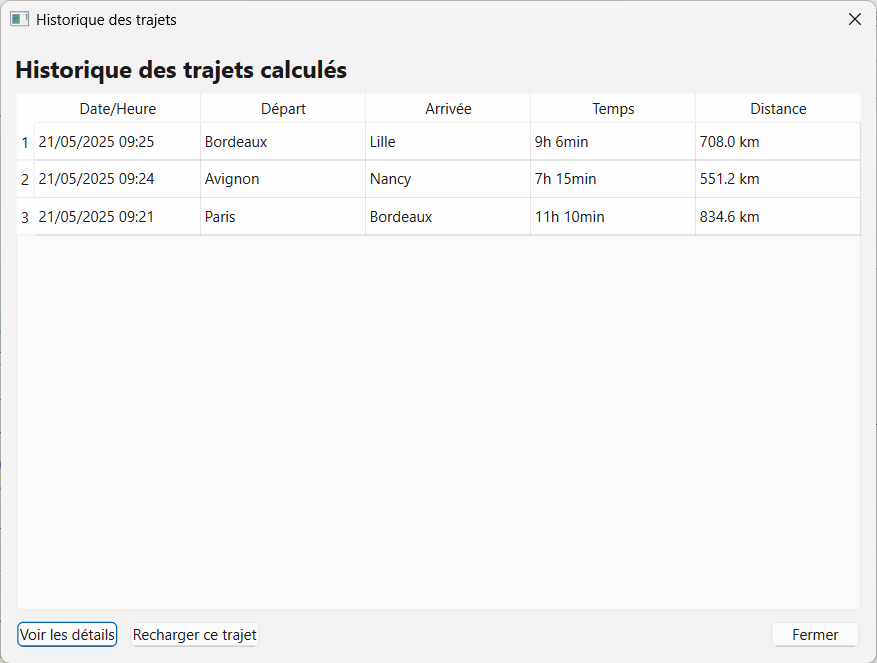 Historique des trajets
Historique des trajets calculés
Date/Heure Départ Arrivée Temps Distance
1 21/05/2025 09:25 Bordeaux Lille 9h 6min 708.0 km
2 21/05/2025 09:24 Avignon Nancy 7h 15min 551.2 km
3 21/05/2025 09:21 Paris Bordeaux 11h 10min 834.6 km
Voir les détails Recharger ce trajet Fermer